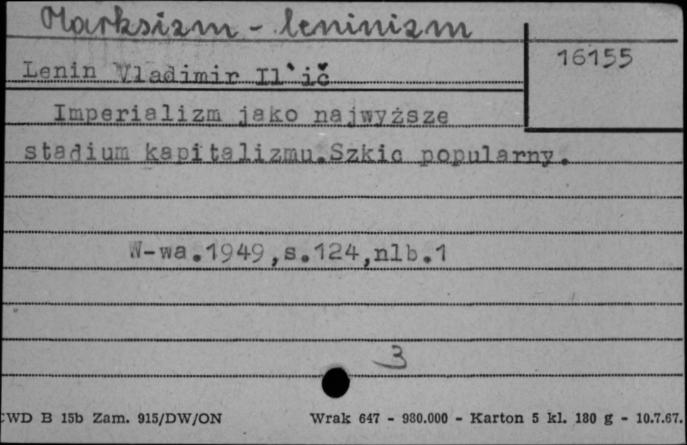 Marksizm - leninizm
16155
Lenin Vladimir Il'ič
Imperializm jako najwyższe
stadium kapitalizmu.Szkic popularny.
W-wa.1949,s.124,nlb.1
3
CWD B 15b Zam. 915/DW/ON Wrak 647 - 980.000 - Karton 5 kl. 180 g - 10.7.67.